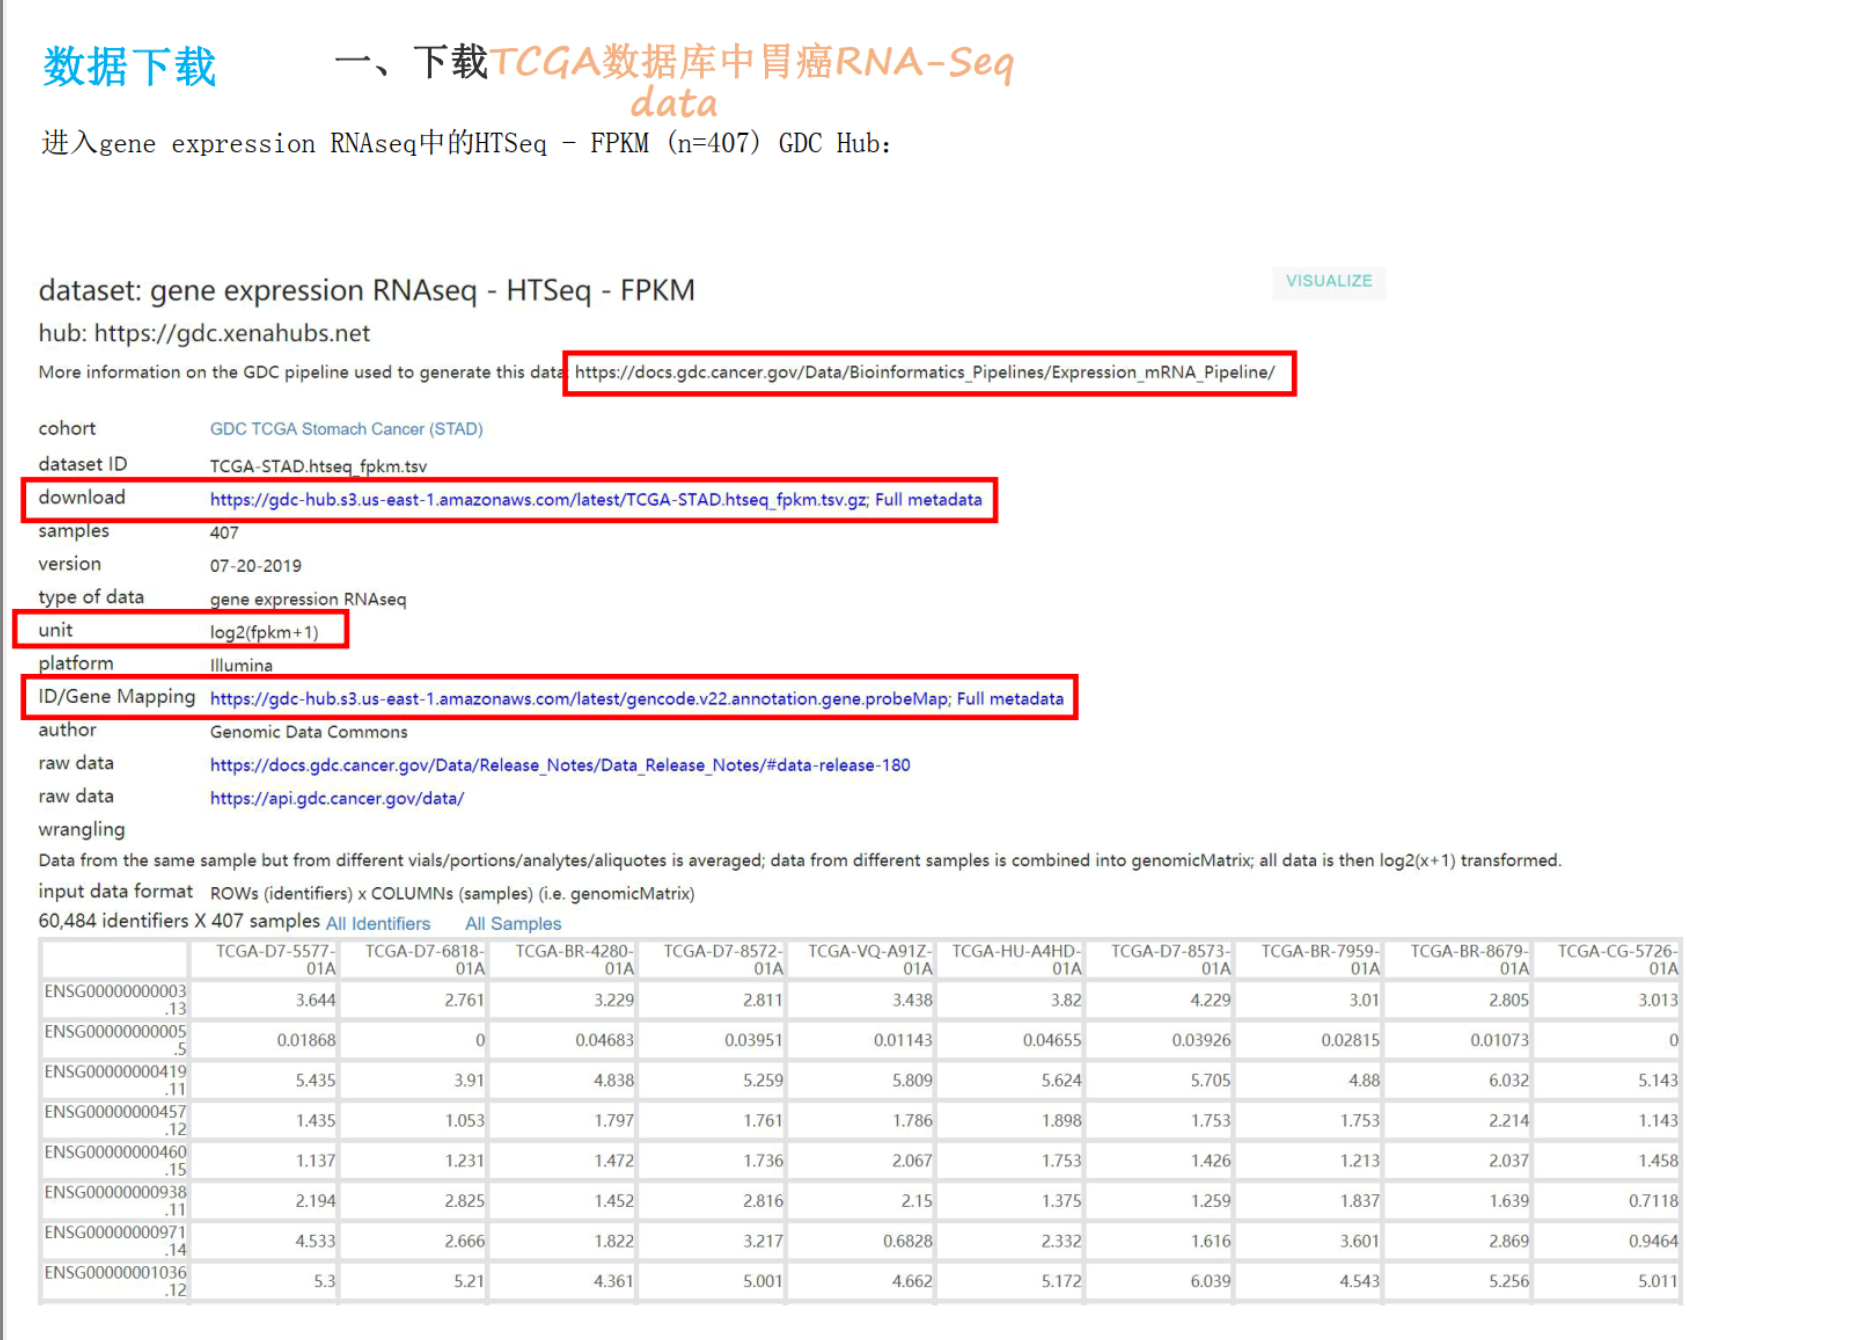 数据下载
一、下载TCGA数据库中胃癌RNA-Seq
data
进入gene expression RNAseq中的HTSeq - FPKM (n=407) GDC Hub:
dataset: gene expression RNAseq - HTSeq - FPKM
VISUALIZE
hub: https://gdc.xenahubs.net
More information on the GDC pipeline used to generate this data: https://docs.gdc.cancer.gov/Data/Bioinformatics_Pipelines/Expression_mRNA_Pipeline/
cohort GDC TCGA Stomach Cancer (STAD)
dataset ID TCGA-STAD.htseq_fpkm.tsv
download https://gdc-hub.s3.us-east-1.amazonaws.com/latest/TCGA-STAD.htseq_fpkm.tsv.gz; Full metadata
samples 407
version 07-20-2019
type of data gene expression RNAseq
unit log2(fpkm+1)
platform Illumina
ID/Gene Mapping https://gdc-hub.s3.us-east-1.amazonaws.com/latest/gencode.v22.annotation.gene.probeMap; Full metadata
author Genomic Data Commons
raw data https://docs.gdc.cancer.gov/Data/Release_Notes/Data_Release_Notes/#data-release-180
raw data https://api.gdc.cancer.gov/data/
wrangling
Data from the same sample but from different vials/portions/analytes/aliquotes is averaged; data from different samples is combined into genomicMatrix; all data is then log2(x+1) transformed.
input data format ROWs (identifiers) x COLUMNs (samples) (i.e. genomicMatrix)
60,484 identifiers X 407 samples All Identifiers All Samples
TCGA-D7-5577- TCGA-D7-6818- TCGA-BR-4280- TCGA-D7-8572- TCGA-VQ-A91Z- TCGA-HU-A4HD- TCGA-D7-8573- TCGA-BR-7959- TCGA-BR-8679- TCGA-CG-5726-
01A 01A 01A 01A 01A 01A 01A 01A 01A 01A
ENSG00000000003
.13 3.644 2.761 3.229 2.811 3.438 3.82 4.229 3.01 2.805 3.013
ENSG00000000005
.5 0.01868 0 0.04683 0.03951 0.01143 0.04655 0.03926 0.02815 0.01073 0
ENSG00000000419
.11 5.435 3.91 4.838 5.259 5.809 5.624 5.705 4.88 6.032 5.143
ENSG00000000457
.12 1.435 1.053 1.797 1.761 1.786 1.898 1.753 1.753 2.214 1.143
ENSG00000000460
.15 1.137 1.231 1.472 1.736 2.067 1.753 1.426 1.213 2.037 1.458
ENSG00000000938
.11 2.194 2.825 1.452 2.816 2.15 1.375 1.259 1.837 1.639 0.7118
ENSG00000000971
.14 4.533 2.666 1.822 3.217 0.6828 2.332 1.616 3.601 2.869 0.9464
ENSG00000001036
.12 5.3 5.21 4.361 5.001 4.662 5.172 6.039 4.543 5.256 5.011